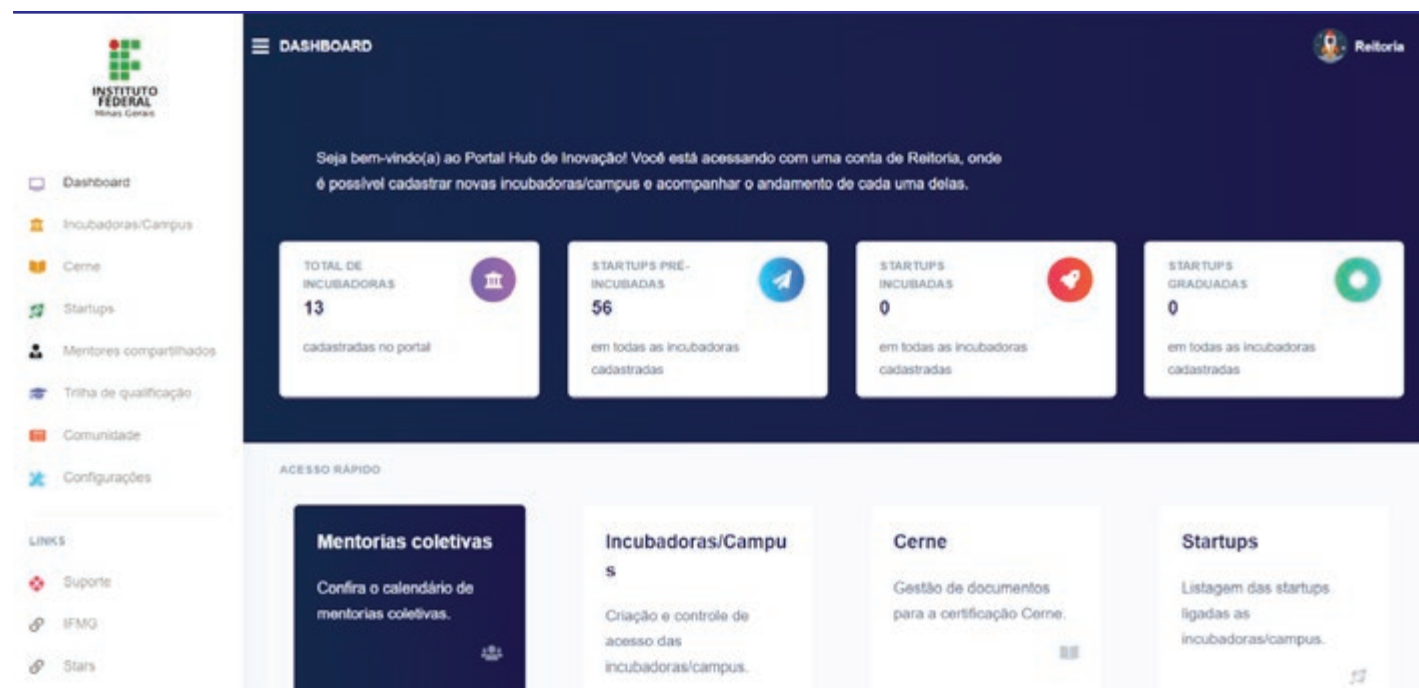 INSTITUTO
FEDERAL
Minas Gerais
Dashboard
Incubadoras/Campus
Cerne
Startups
Mentores compartilhados
Trilha de qualificação
Comunidade
Configurações
LINKS
Suporte
IFMG
Stars
DASHBOARD
Reitoria
Seja bem-vindo(a) ao Portal Hub de Inovação! Você está acessando com uma conta de Reitoria, onde
é possível cadastrar novas incubadoras/campus e acompanhar o andamento de cada uma delas.
TOTAL DE
INCUBADORAS
13
cadastradas no portal
STARTUPS PRÉ-
INCUBADAS
56
em todas as incubadoras
cadastradas
STARTUPS
INCUBADAS
0
em todas as incubadoras
cadastradas
STARTUPS
GRADUADAS
0
em todas as incubadoras
cadastradas
ACESSO RÁPIDO
Mentorias coletivas
Confira o calendário de
mentorias coletivas.
Incubadoras/Campu
s
Criação e controle de
acesso das
incubadoras/campus.
Cerne
Gestão de documentos
para a certificação Cerne.
Startups
Listagem das startups
ligadas as
incubadoras/campus.